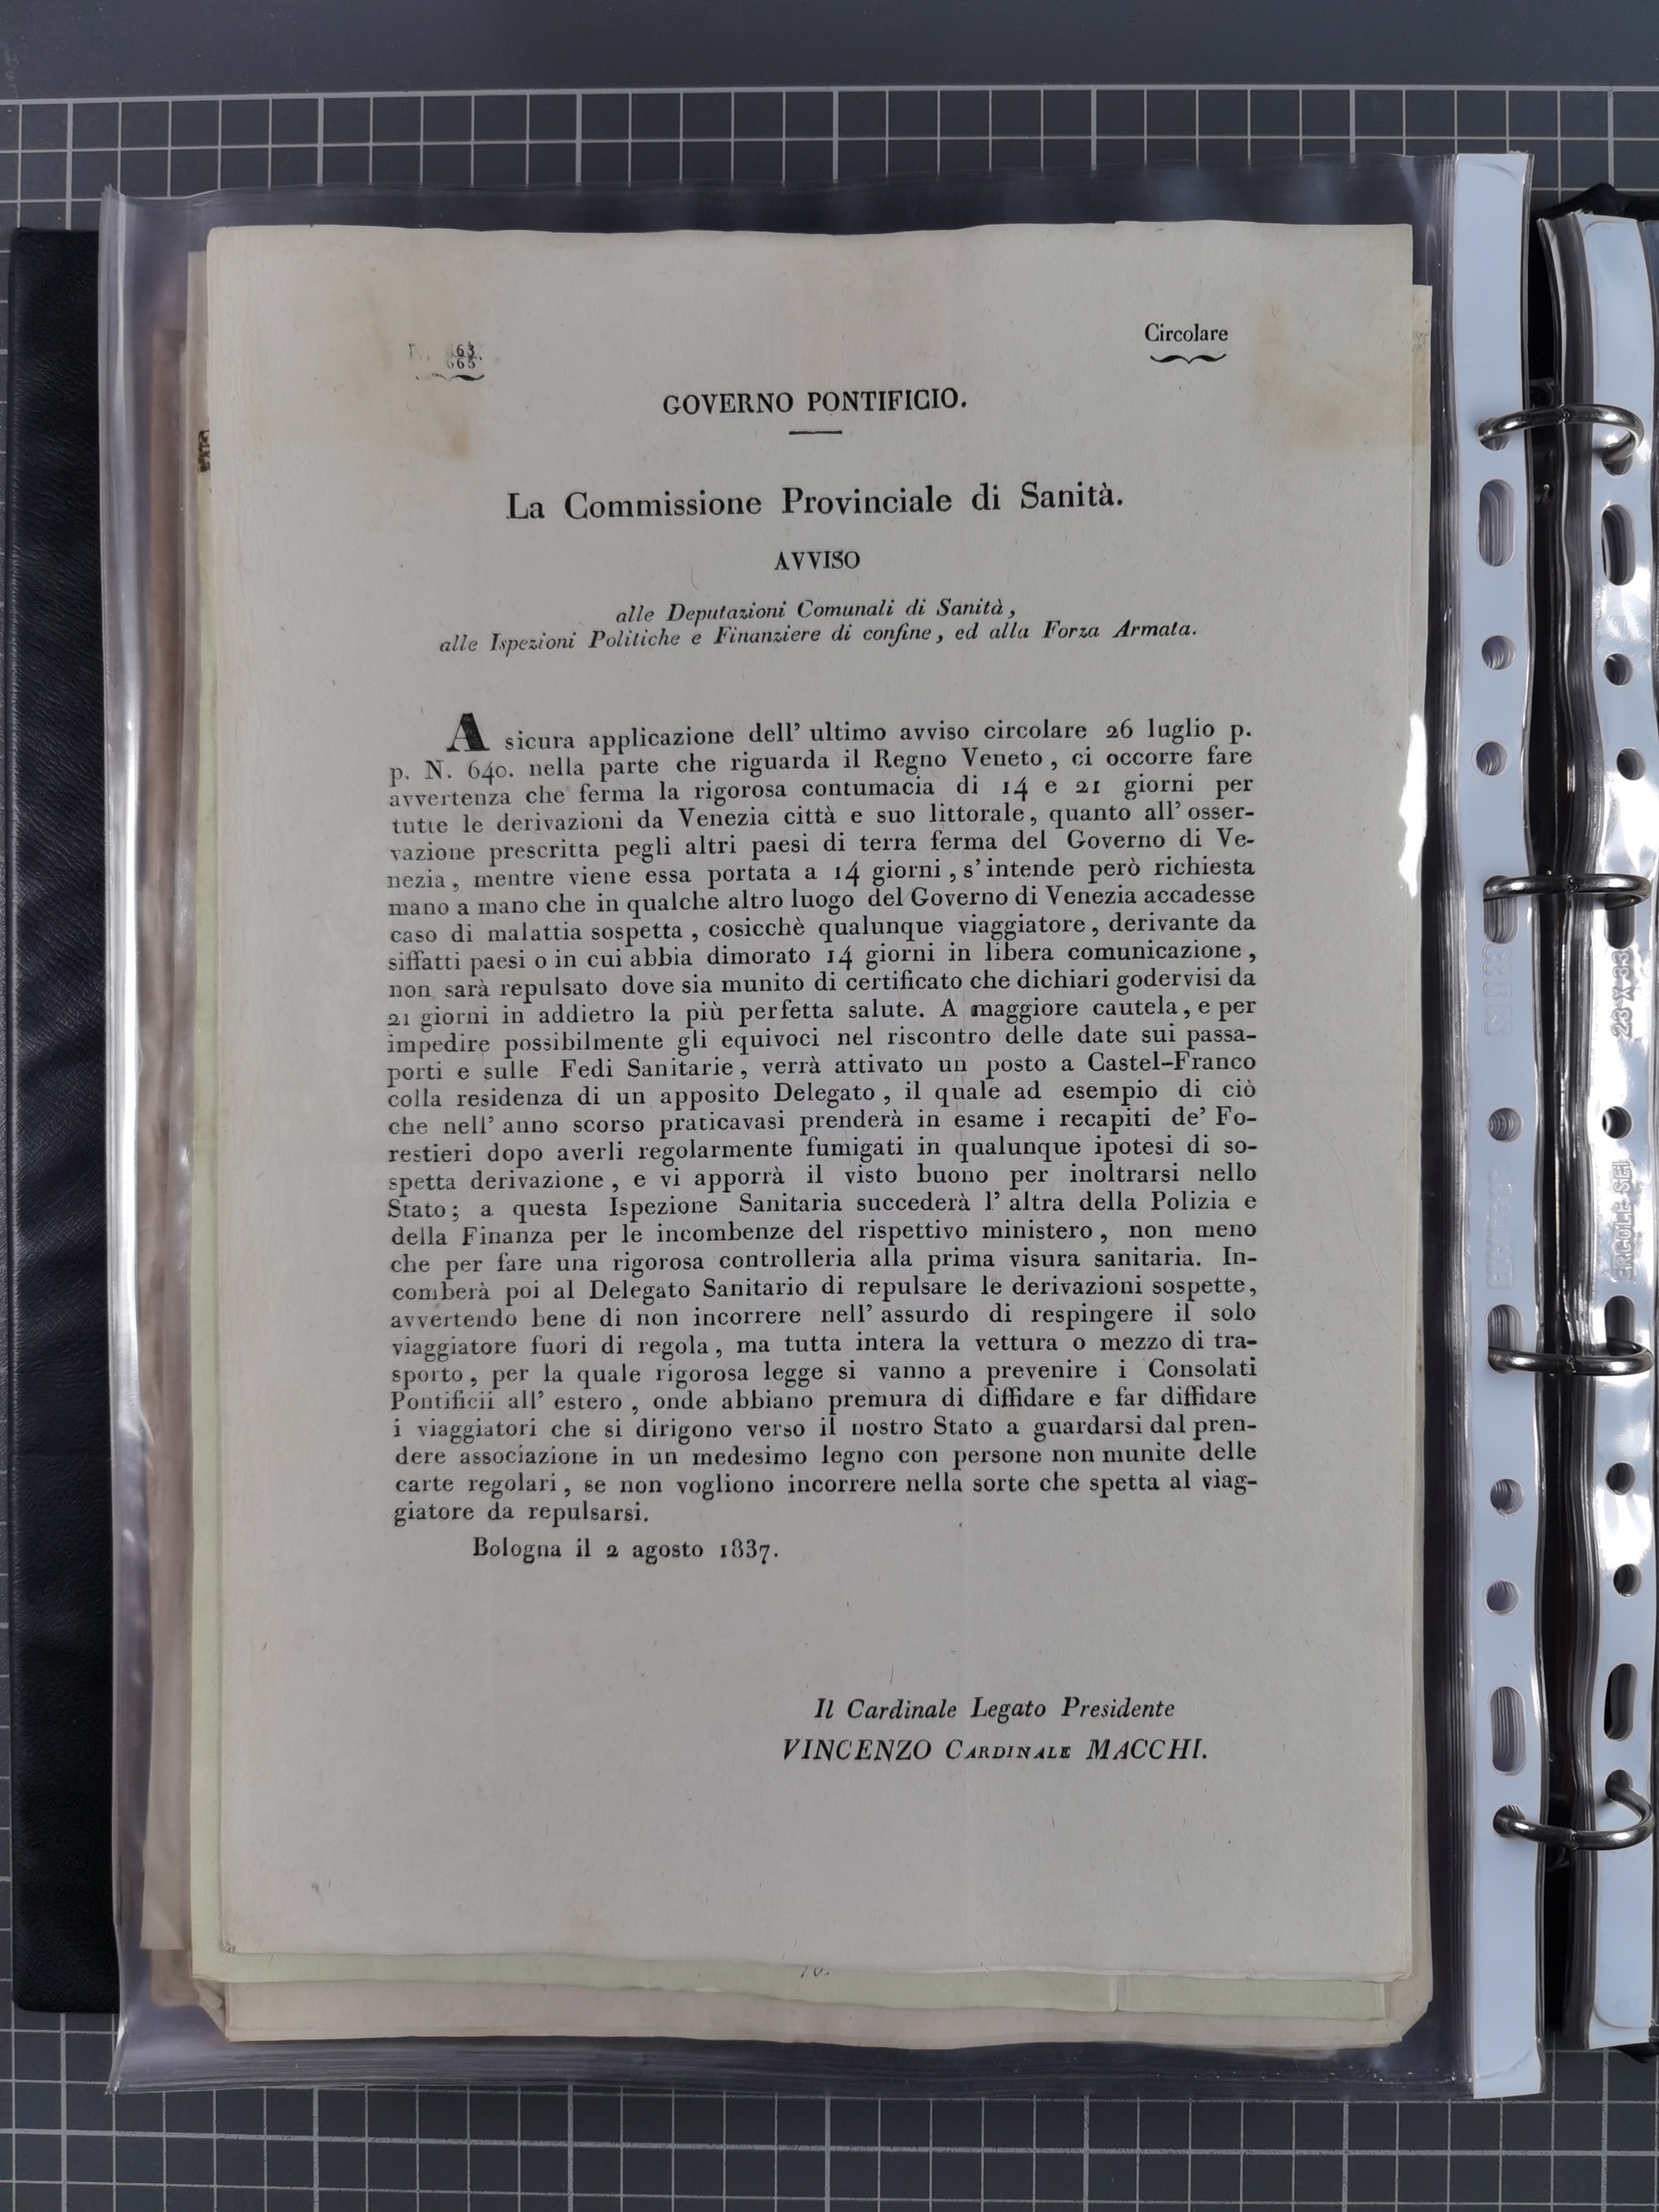 63.
665
Circolare
GOVERNO PONTIFICIO.
La Commissione Provinciale di Sanità.
AVVISO
alle Deputazioni Comunali di Sanità,
alle Ispezioni Politiche e Finanziere di confine, ed alla Forza Armata.
A sicura applicazione dell' ultimo avviso circolare 26 luglio p.
p. N. 640. nella parte che riguarda il Regno Veneto, ci occorre fare
avvertenza che ferma la rigorosa contumacia di 14 e 21 giorni per
tutte le derivazioni da Venezia città e suo littorale, quanto all' osser-
vazione prescritta pegli altri paesi di terra ferma del Governo di Ve-
nezia, mentre viene essa portata a 14 giorni, s' intende però richiesta
mano a mano che in qualche altro luogo del Governo di Venezia accadesse
caso di malattia sospetta, cosicchè qualunque viaggiatore, derivante da
siffatti paesi o in cui abbia dimorato 14 giorni in libera comunicazione,
non sarà repulsato dove sia munito di certificato che dichiari godervisi da
21 giorni in addietro la più perfetta salute. A maggiore cautela, e per
impedire possibilmente gli equivoci nel riscontro delle date sui passa-
porti e sulle Fedi Sanitarie, verrà attivato un posto a Castel-Franco
colla residenza di un apposito Delegato, il quale ad esempio di ciò
che nell' anno scorso praticavasi prenderà in esame i recapiti de' Fo-
restieri dopo averli regolarmente fumigati in qualunque ipotesi di so-
spetta derivazione, e vi apporrà il visto buono per inoltrarsi nello
Stato; a questa Ispezione Sanitaria succederà l' altra della Polizia e
della Finanza per le incombenze del rispettivo ministero, non meno
che per fare una rigorosa controlleria alla prima visura sanitaria. In-
comberà poi al Delegato Sanitario di repulsare le derivazioni sospette,
avvertendo bene di non incorrere nell' assurdo di respingere il solo
viaggiatore fuori di regola, ma tutta intera la vettura o mezzo di tra-
sporto, per la quale rigorosa legge si vanno a prevenire i Consolati
Pontificii all' estero, onde abbiano premura di diffidare e far diffidare
i viaggiatori che si dirigono verso il nostro Stato a guardarsi dal pren-
dere associazione in un medesimo legno con persone non munite delle
carte regolari, se non vogliono incorrere nella sorte che spetta al viag-
giatore da repulsarsi.
Bologna il 2 agosto 1837.
Il Cardinale Legato Presidente
VINCENZO CARDINALE MACCHI.
23 X 33
ERCOLE SEI